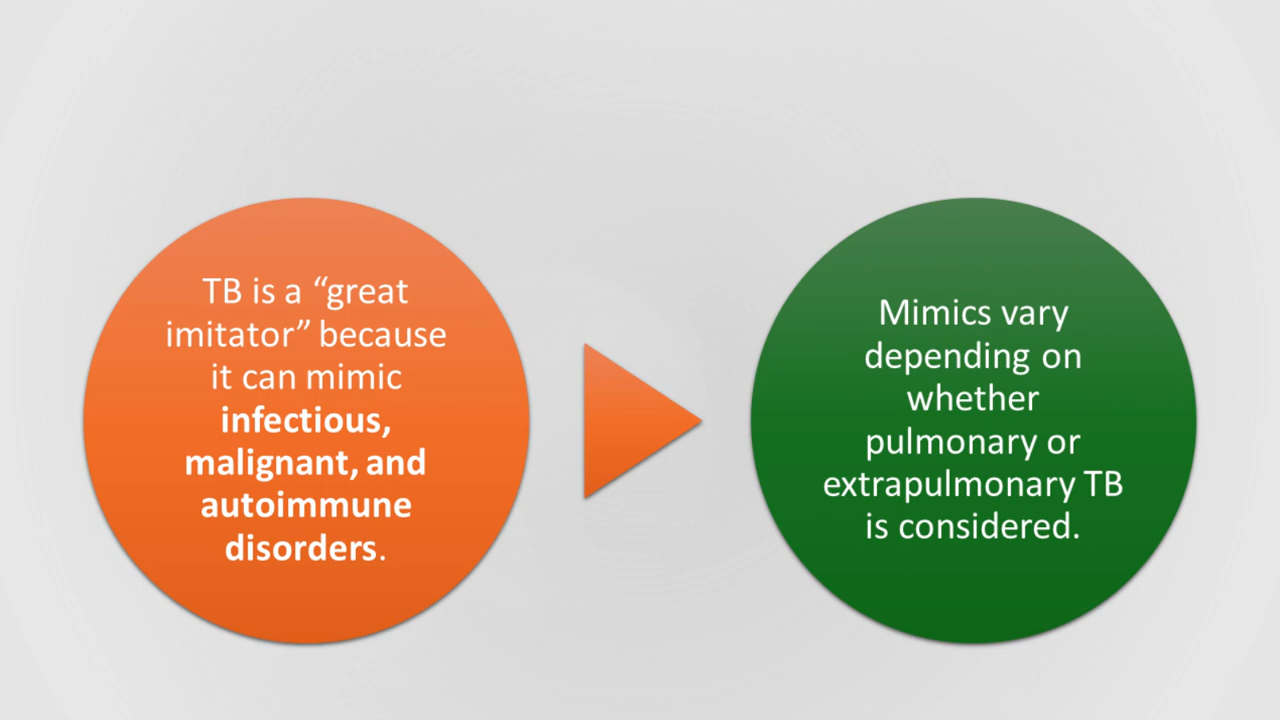 TB is a “great
imitator” because
it can mimic
infectious,
malignant, and
autoimmune
disorders.
Mimics vary
depending on
whether
pulmonary or
extrapulmonary TB
is considered.